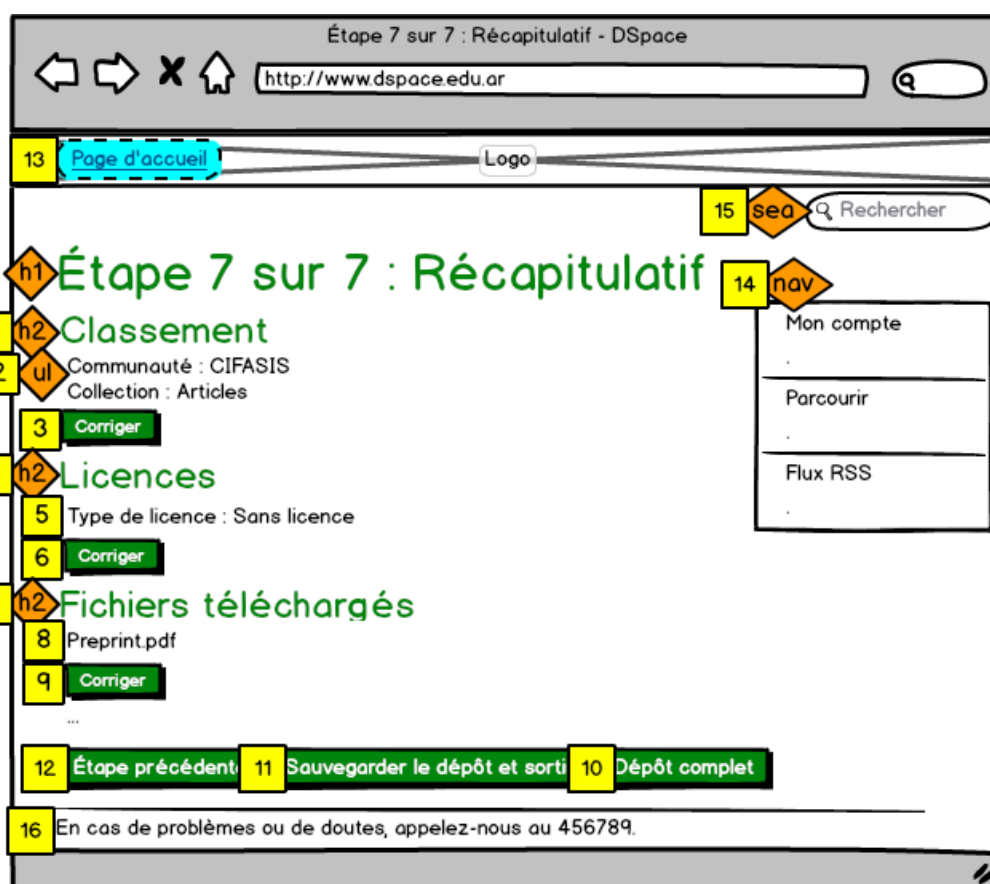 Étape 7 sur 7 : Récapitulatif - DSpace
http://www.dspace.edu.ar
13 Page d'accueil Logo
15 sea Rechercher
h1 Étape 7 sur 7 : Récapitulatif
14 nav
h2 Classement
Mon compte
.
2 ul Communauté : CIFASIS
Collection : Articles
Parcourir
.
3 Corriger
h2 Licences
Flux RSS
.
5 Type de licence : Sans licence
6 Corriger
h2 Fichiers téléchargés
8 Preprint.pdf
9 Corriger
...
12 Étape précédent 11 Sauvegarder le dépôt et sorti 10 Dépôt complet
16 En cas de problèmes ou de doutes, appelez-nous au 456789.